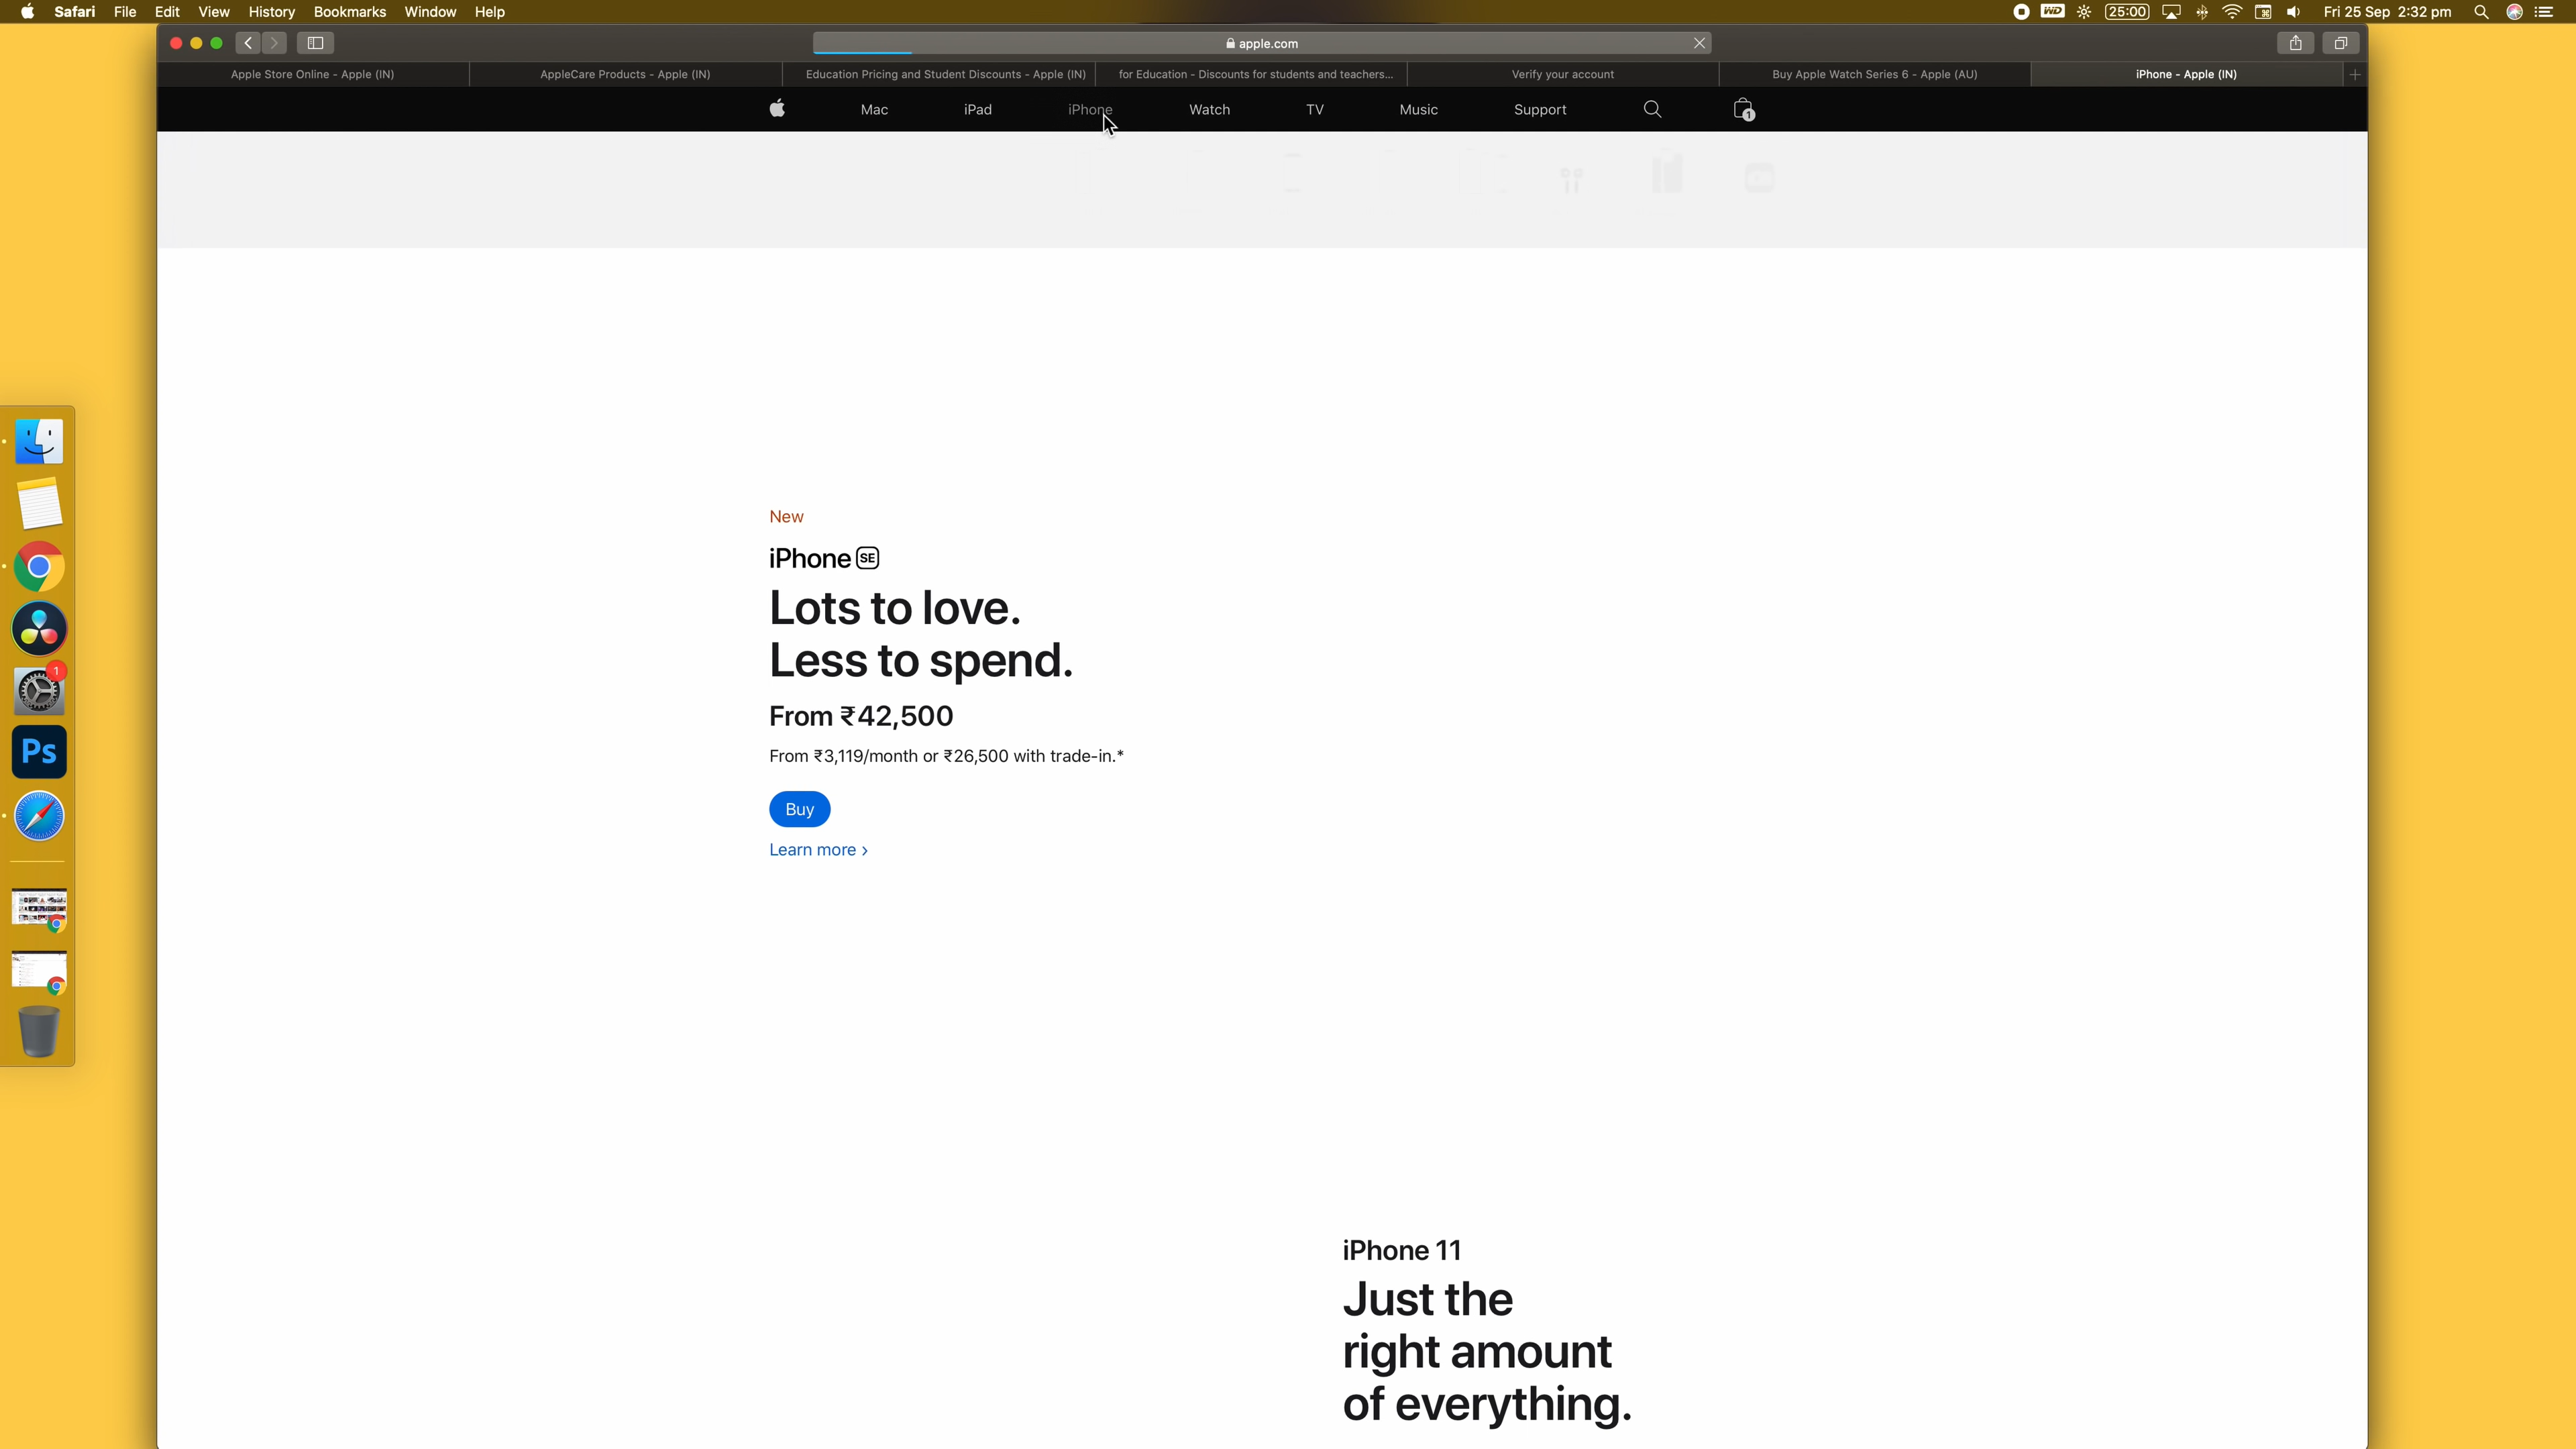 Safari File Edit View History Bookmarks Window Help
WD 25:00 Fri 25 Sep 2:32 pm
apple.com
Apple Store Online - Apple (IN)
AppleCare Products - Apple (IN)
Education Pricing and Student Discounts - Apple (IN)
for Education - Discounts for students and teachers...
Verify your account
Buy Apple Watch Series 6 - Apple (AU)
iPhone - Apple (IN)
Mac iPad iPhone Watch TV Music Support 1
New
iPhone SE
Lots to love.
Less to spend.
From ₹42,500
From ₹3,119/month or ₹26,500 with trade-in.*
Buy
Learn more ›
1
Ps
iPhone 11
Just the
right amount
of everything.